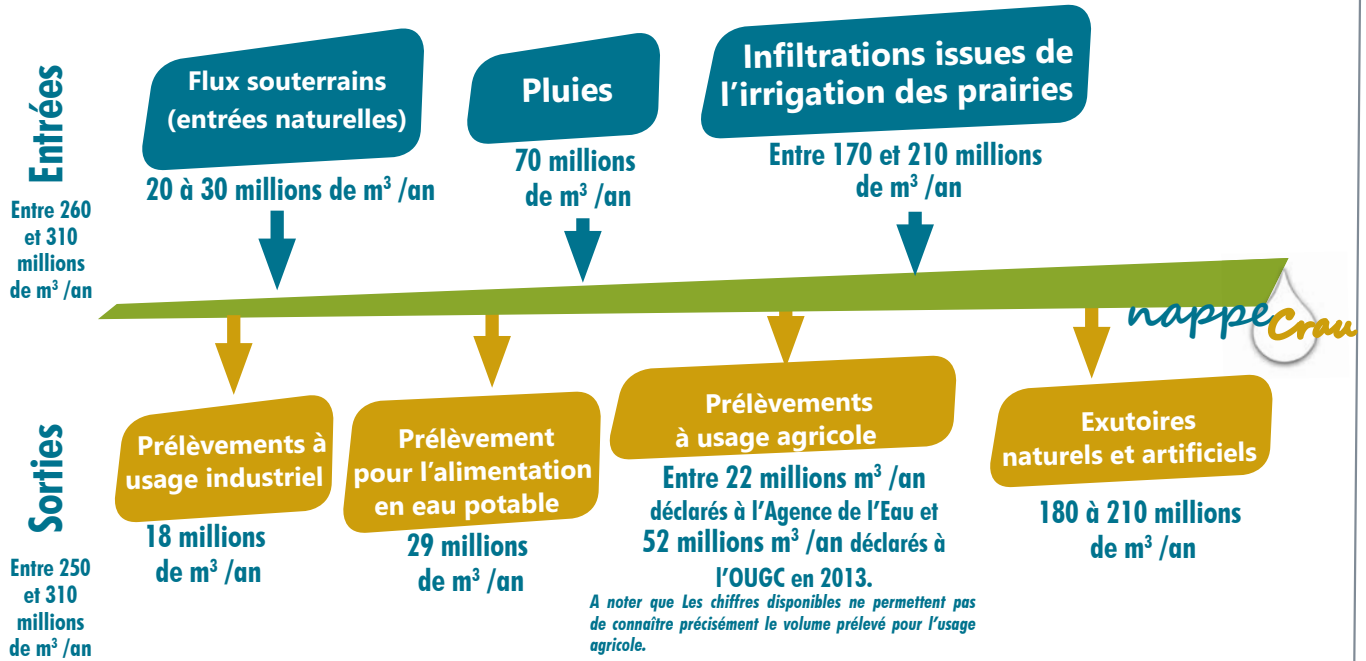 Entrées
Entre 260
et 310
millions
de m³ /an
Flux souterrains
(entrées naturelles)
20 à 30 millions de m³ /an
Pluies
70 millions
de m³ /an
Infiltrations issues de
l'irrigation des prairies
Entre 170 et 210 millions
de m³ /an
nappe Crau
Sorties
Entre 250
et 310
millions
de m³ /an
Prélèvements à
usage industriel
18 millions
de m³ /an
Prélèvement
pour l'alimentation
en eau potable
29 millions
de m³ /an
Prélèvements
à usage agricole
Entre 22 millions m³ /an
déclarés à l'Agence de l'Eau et
52 millions m³ /an déclarés à
l'OUGC en 2013.
A noter que Les chiffres disponibles ne permettent pas
de connaître précisément le volume prélevé pour l'usage
agricole.
Exutoires
naturels et artificiels
180 à 210 millions
de m³ /an